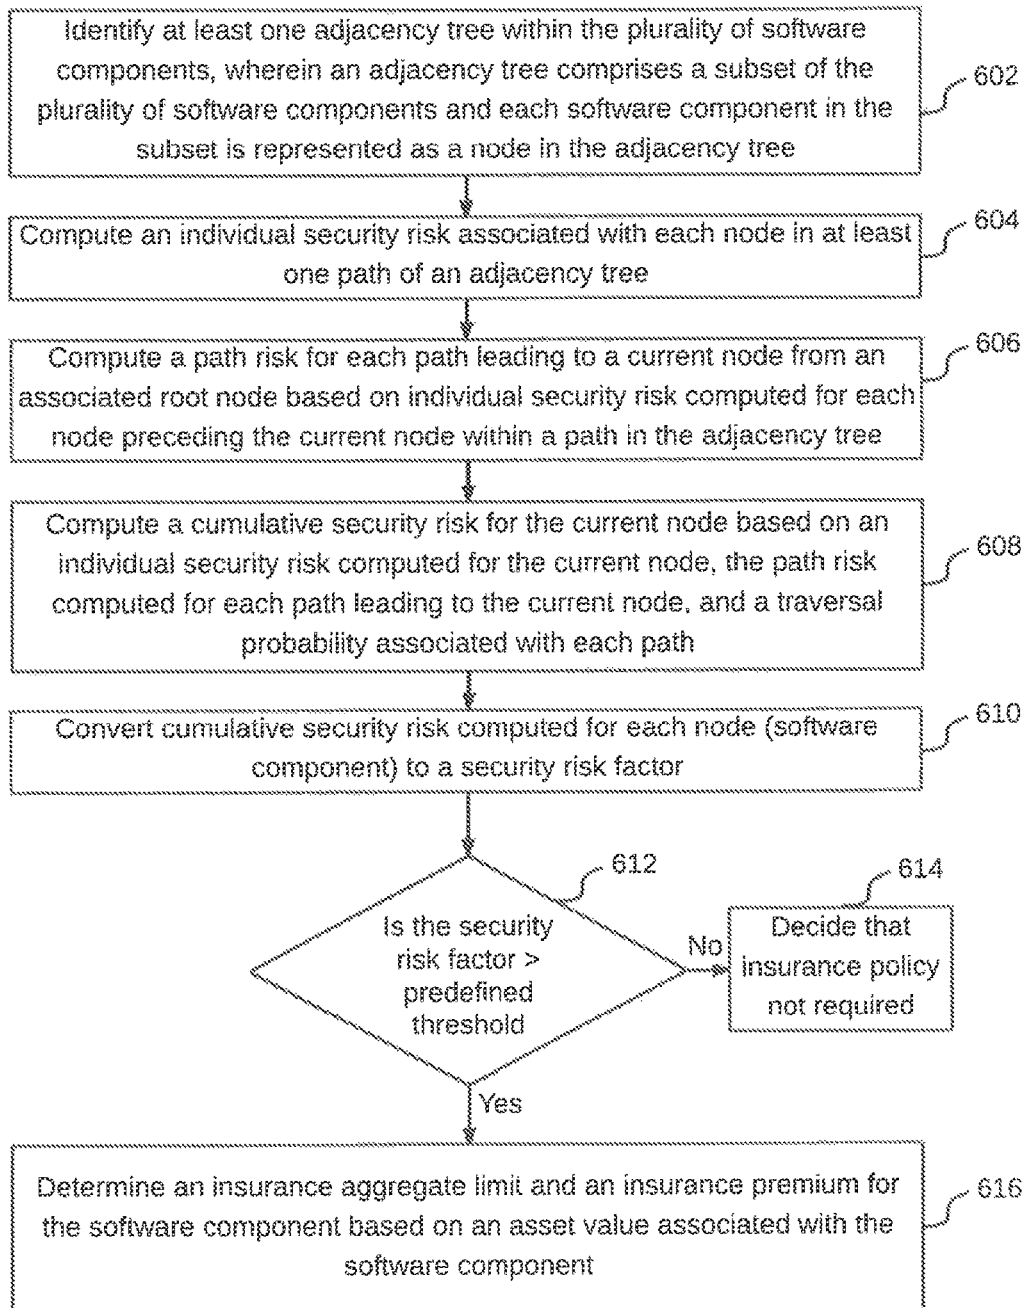 Identify at least one adjacency tree within the plurality of software
components, wherein an adjacency tree comprises a subset of the
plurality of software components and each software component in the
subset is represented as a node in the adjacency tree
602
Compute an individual security risk associated with each node in at least
one path of an adjacency tree
604
Compute a path risk for each path leading to a current node from an
associated root node based on individual security risk computed for each
node preceding the current node within a path in the adjacency tree
606
Compute a cumulative security risk for the current node based on an
individual security risk computed for the current node, the path risk
computed for each path leading to the current node, and a traversal
probability associated with each path
608
Convert cumulative security risk computed for each node (software
component) to a security risk factor
610
Is the security
risk factor >
predefined
threshold
612
No
Decide that
insurance policy
not required
614
Yes
Determine an insurance aggregate limit and an insurance premium for
the software component based on an asset value associated with the
software component
616